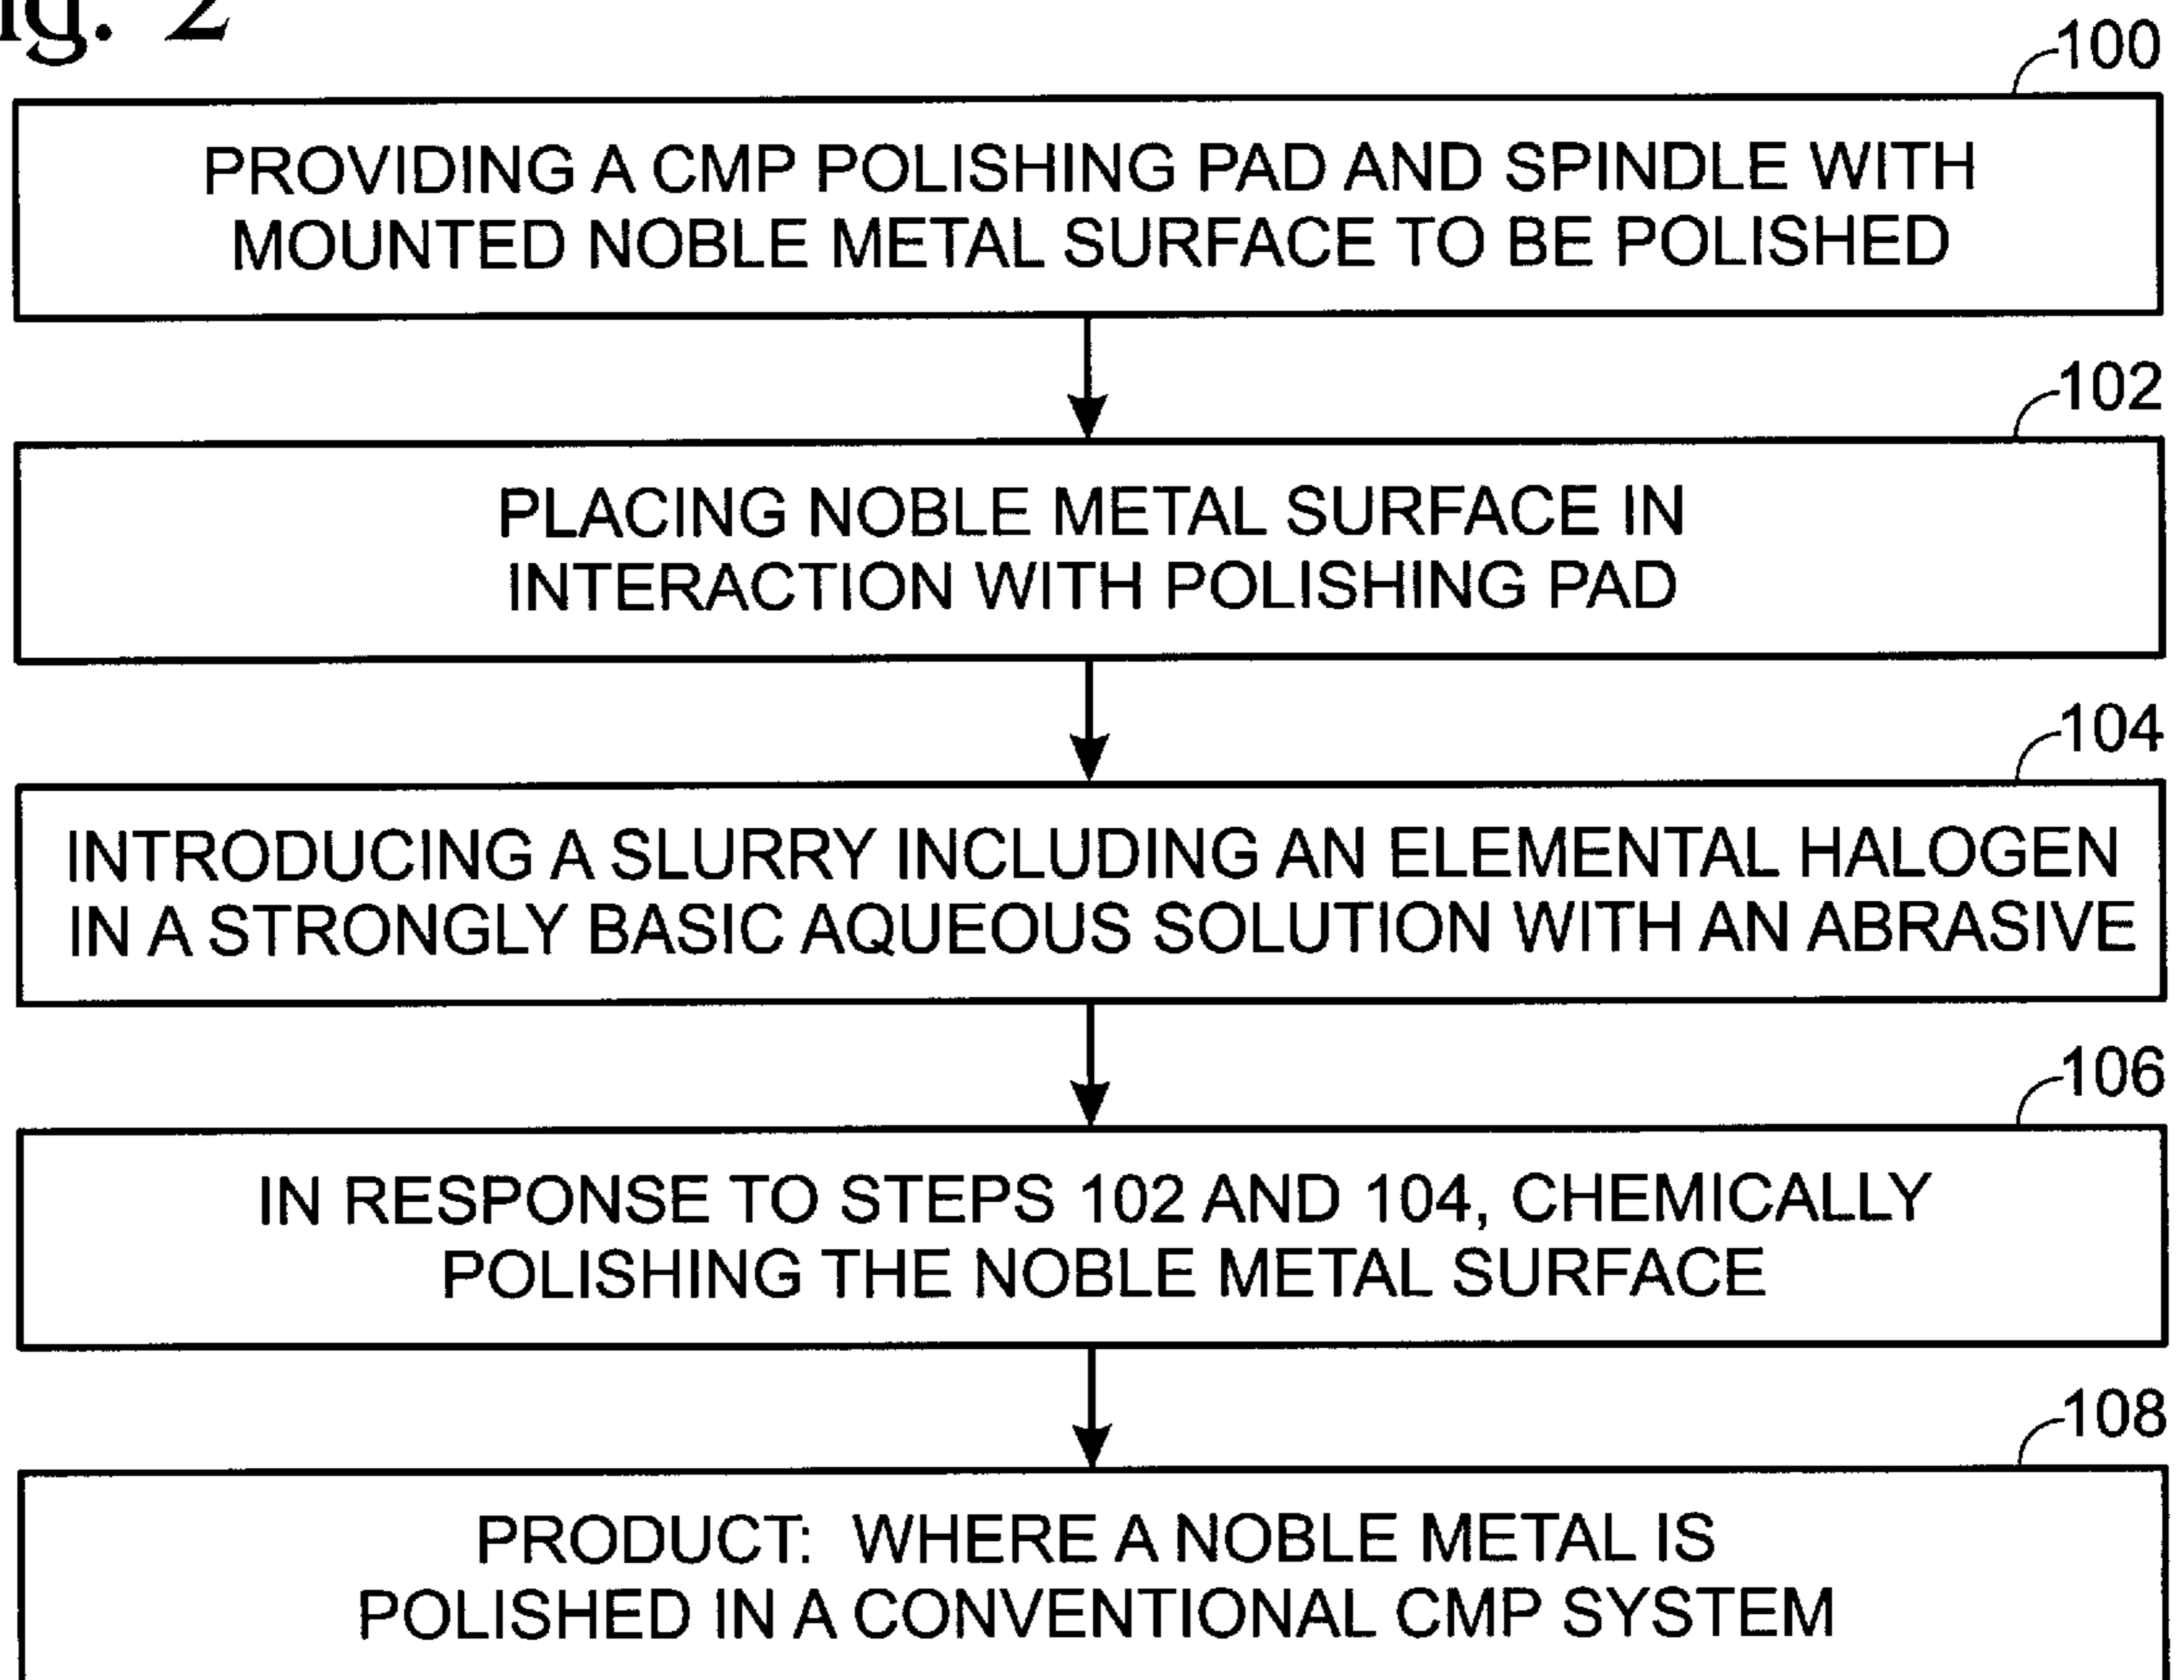 ig. 2
100
PROVIDING A CMP POLISHING PAD AND SPINDLE WITH
MOUNTED NOBLE METAL SURFACE TO BE POLISHED
102
PLACING NOBLE METAL SURFACE IN
INTERACTION WITH POLISHING PAD
104
INTRODUCING A SLURRY INCLUDING AN ELEMENTAL HALOGEN
IN A STRONGLY BASIC AQUEOUS SOLUTION WITH AN ABRASIVE
106
IN RESPONSE TO STEPS 102 AND 104, CHEMICALLY
POLISHING THE NOBLE METAL SURFACE
108
PRODUCT: WHERE A NOBLE METAL IS
POLISHED IN A CONVENTIONAL CMP SYSTEM